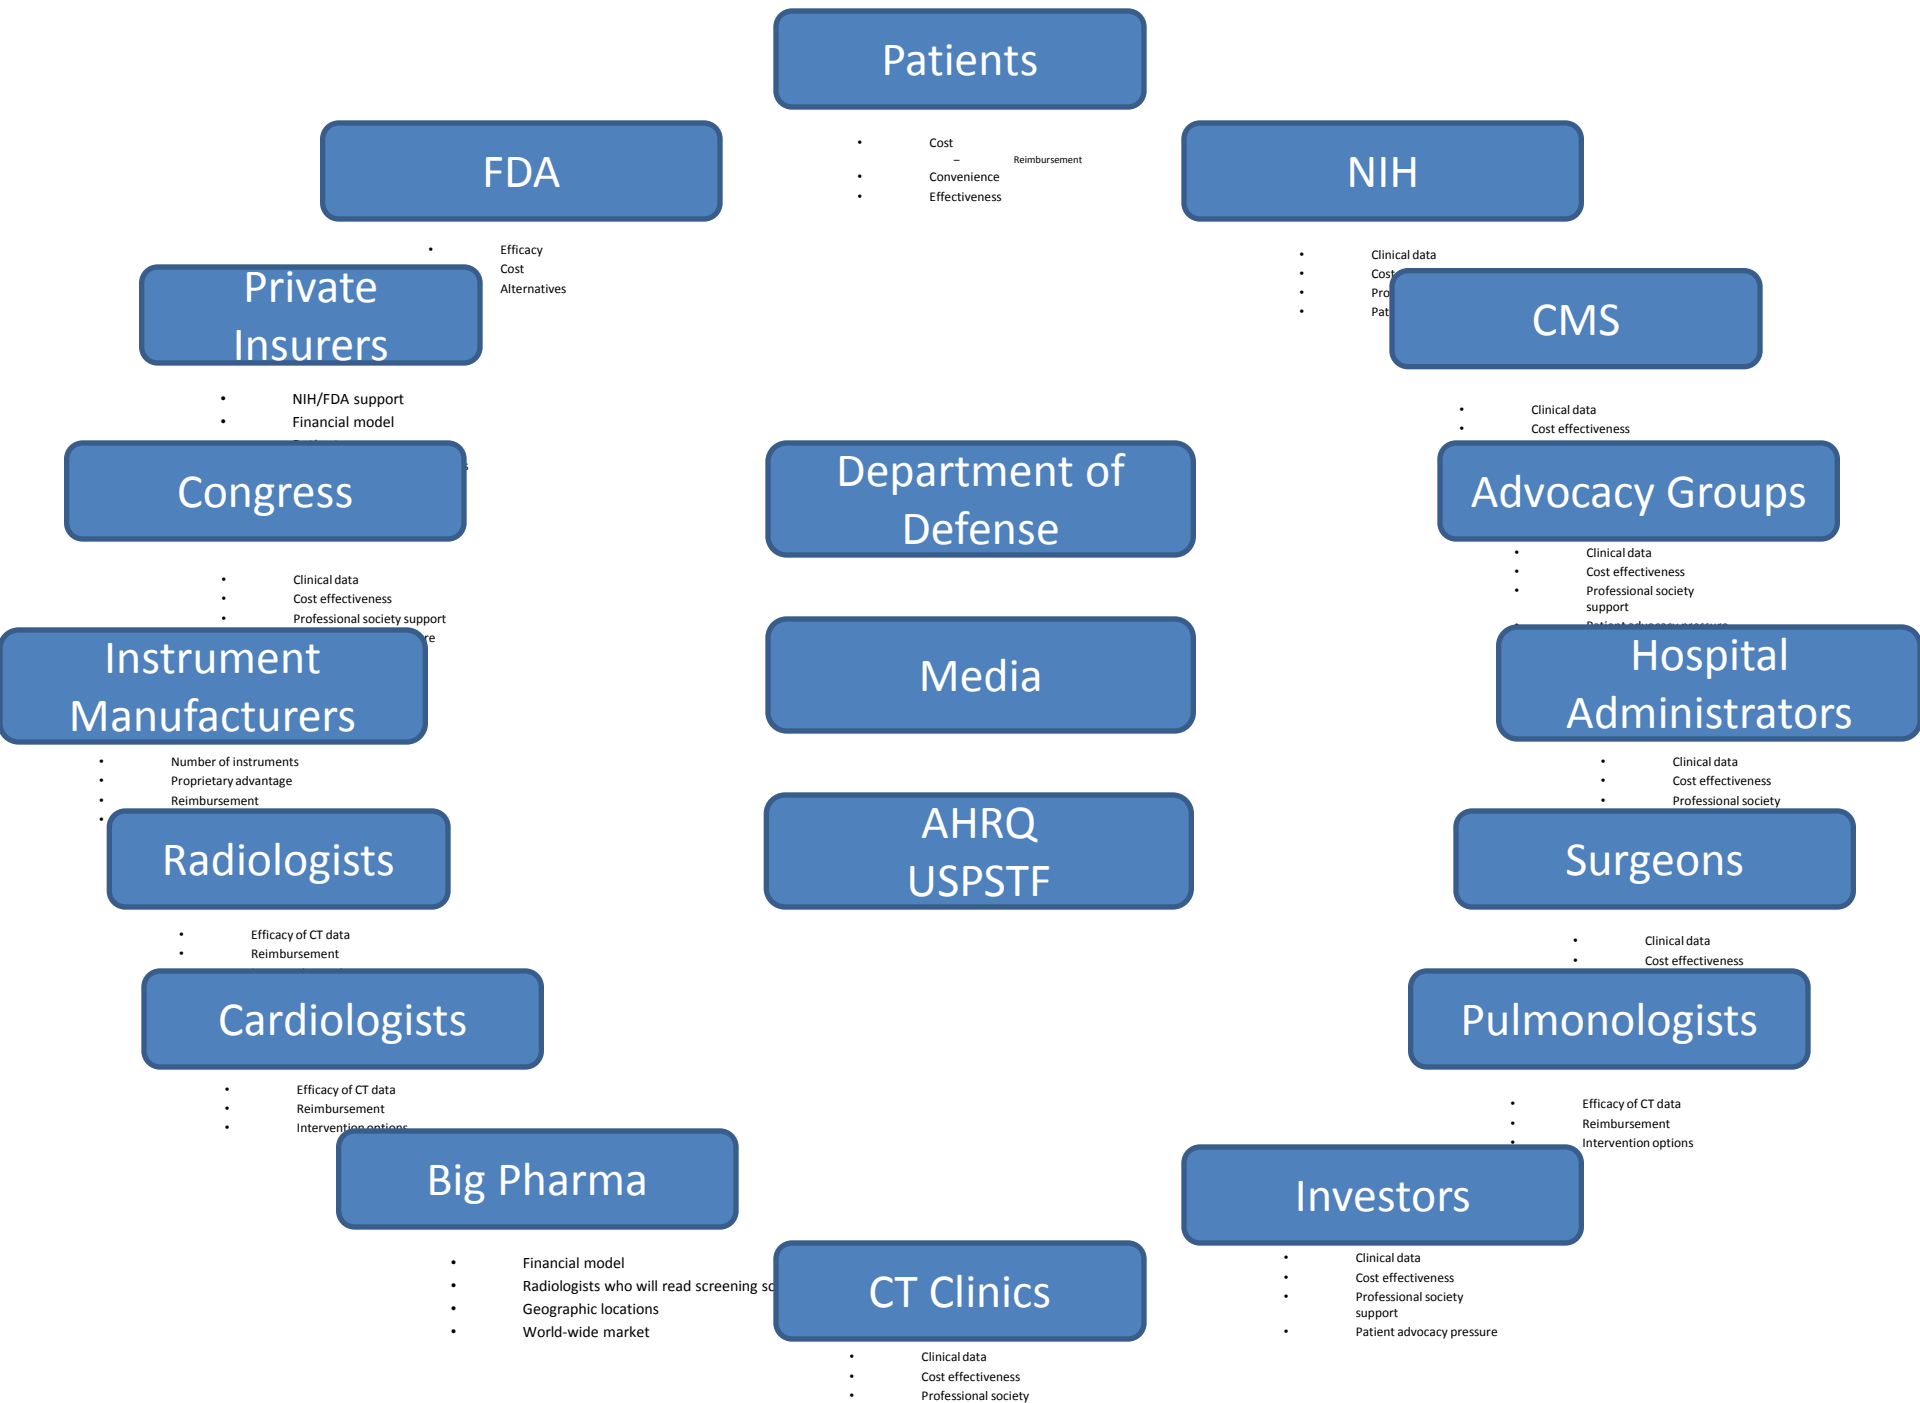 Patients
• Cost
– Reimbursement
• Convenience
• Effectiveness
FDA
• Efficacy
Cost
Alternatives
NIH
• Clinical data
• Cost
•
•
Private
Insurers
• NIH/FDA support
• Financial model
CMS
• Clinical data
• Cost effectiveness
Congress
• Clinical data
• Cost effectiveness
• Professional society support
Department of
Defense
Advocacy Groups
• Clinical data
• Cost effectiveness
• Professional society
support
• Patient advocacy pressure
Instrument
Manufacturers
• Number of instruments
• Proprietary advantage
• Reimbursement
•
Media
Hospital
Administrators
• Clinical data
• Cost effectiveness
• Professional society
Radiologists
• Efficacy of CT data
• Reimbursement
AHRQ
USPSTF
Surgeons
• Clinical data
• Cost effectiveness
Cardiologists
• Efficacy of CT data
• Reimbursement
• Intervention options
Pulmonologists
• Efficacy of CT data
• Reimbursement
• Intervention options
Big Pharma
• Financial model
• Radiologists who will read screening
• Geographic locations
• World-wide market
CT Clinics
• Clinical data
• Cost effectiveness
• Professional society
Investors
• Clinical data
• Cost effectiveness
• Professional society
support
• Patient advocacy pressure